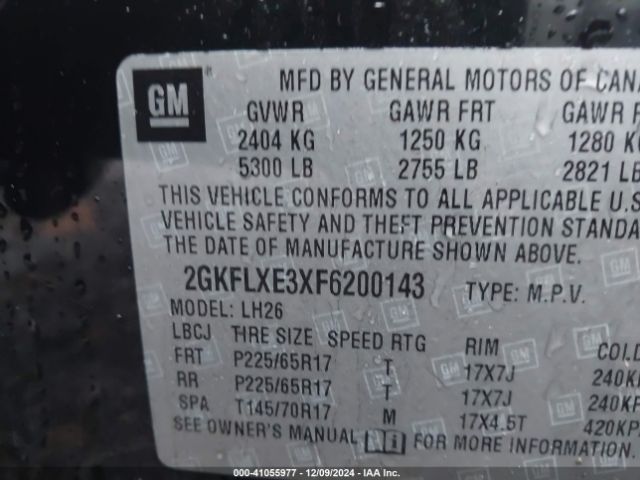 GM
MFD BY GENERAL MOTORS OF CANA
GVWR GAWR FRT GAWR
2404 KG 1250 KG 1280 KG
5300 LB 2755 LB 2821 LB
THIS VEHICLE CONFORMS TO ALL APPLICABLE U.S
VEHICLE SAFETY AND THEFT PREVENTION STANDA
THE DATE OF MANUFACTURE SHOWN ABOVE.
2GKFLXE3XF6200143 TYPE: M.P.V.
MODEL: LH26
LBCJ TIRE SIZE SPEED RTG RIM COLD
FRT P225/65R17 T 17X7J 240KP
RR P225/65R17 T 17X7J 240KP
SPA T145/70R17 M 17X4.5T 420KP
SEE OWNER'S MANUAL FOR MORE INFORMATION.
000-41055977 - 12/09/2024 - IAA Inc.